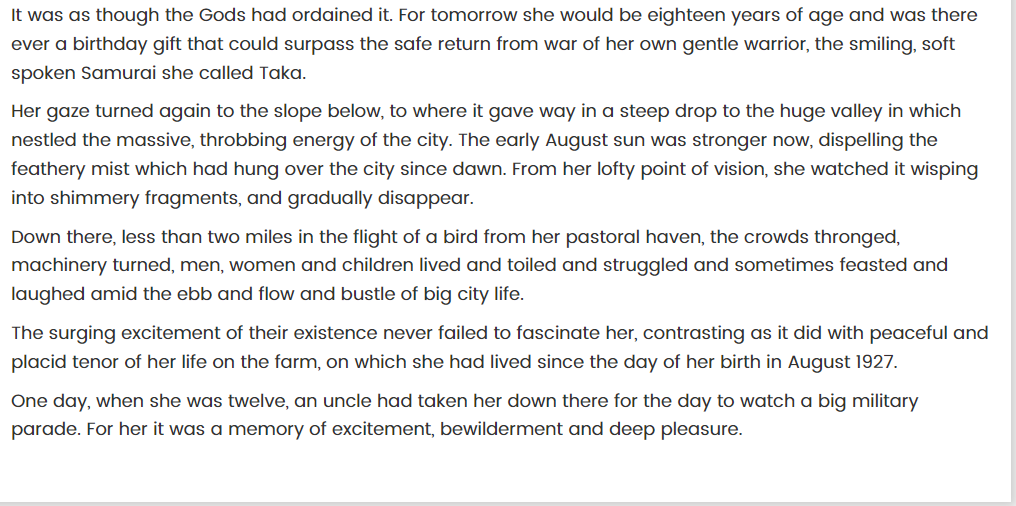 It was as though the Gods had ordained it. For tomorrow she would be eighteen years of age and was there
ever a birthday gift that could surpass the safe return from war of her own gentle warrior, the smiling, soft
spoken Samurai she called Taka.
Her gaze turned again to the slope below, to where it gave way in a steep drop to the huge valley in which
nestled the massive, throbbing energy of the city. The early August sun was stronger now, dispelling the
feathery mist which had hung over the city since dawn. From her lofty point of vision, she watched it wisping
into shimmery fragments, and gradually disappear.
Down there, less than two miles in the flight of a bird from her pastoral haven, the crowds thronged,
machinery turned, men, women and children lived and toiled and struggled and sometimes feasted and
laughed amid the ebb and flow and bustle of big city life.
The surging excitement of their existence never failed to fascinate her, contrasting as it did with peaceful and
placid tenor of her life on the farm, on which she had lived since the day of her birth in August 1927.
One day, when she was twelve, an uncle had taken her down there for the day to watch a big military
parade. For her it was a memory of excitement, bewilderment and deep pleasure.